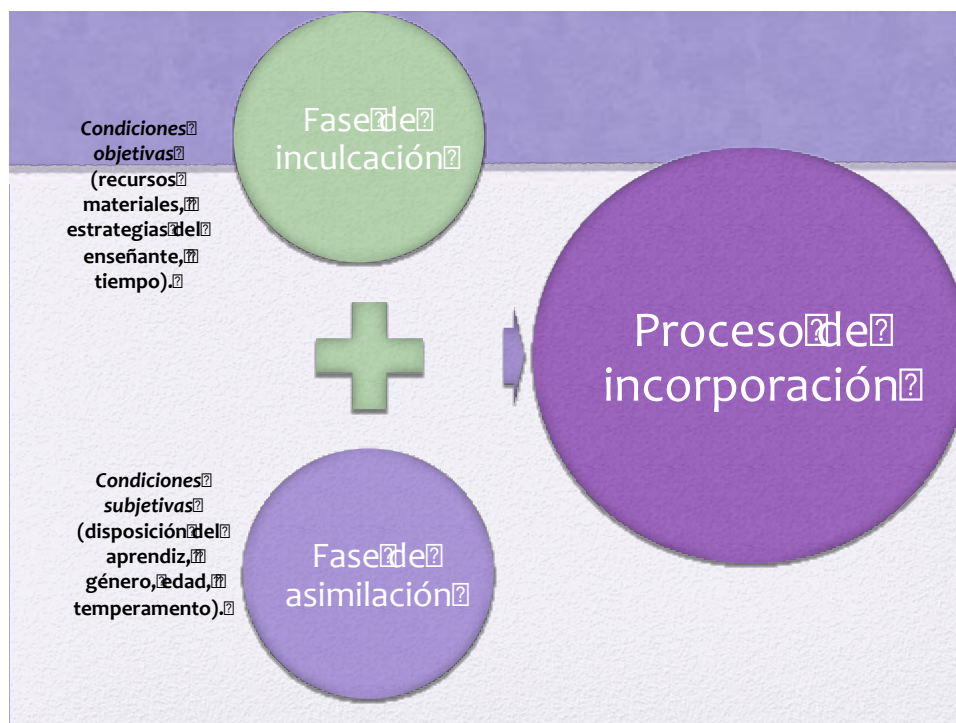 Condiciones
objetivas
(recursos
materiales,
estrategias del
enseñante,
tiempo).
Fase de
inculcación
Condiciones
subjetivas
(disposición del
aprendiz,
género, edad,
temperamento).
Fase de
asimilación
Proceso de
incorporación